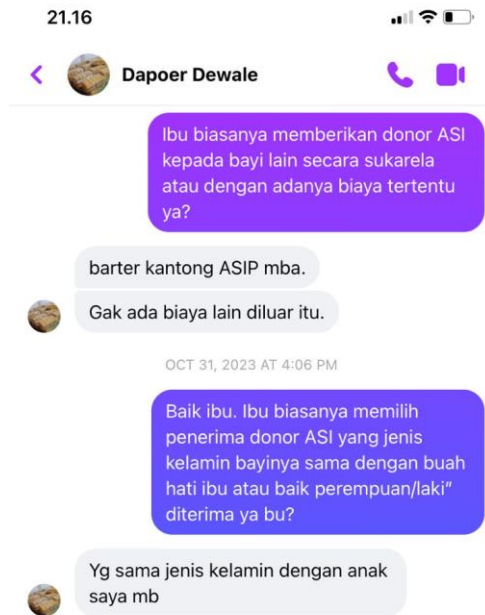 21.16
Dapoer Dewale
Ibu biasanya memberikan donor ASI
kepada bayi lain secara sukarela
atau dengan adanya biaya tertentu
ya?
barter kantong ASIP mba.
Gak ada biaya lain diluar itu.
OCT 31, 2023 AT 4:06 PM
Baik ibu. Ibu biasanya memilih
penerima donor ASI yang jenis
kelamin bayinya sama dengan buah
hati ibu atau baik perempuan/laki”
diterima ya bu?
Yg sama jenis kelamin dengan anak
saya mb